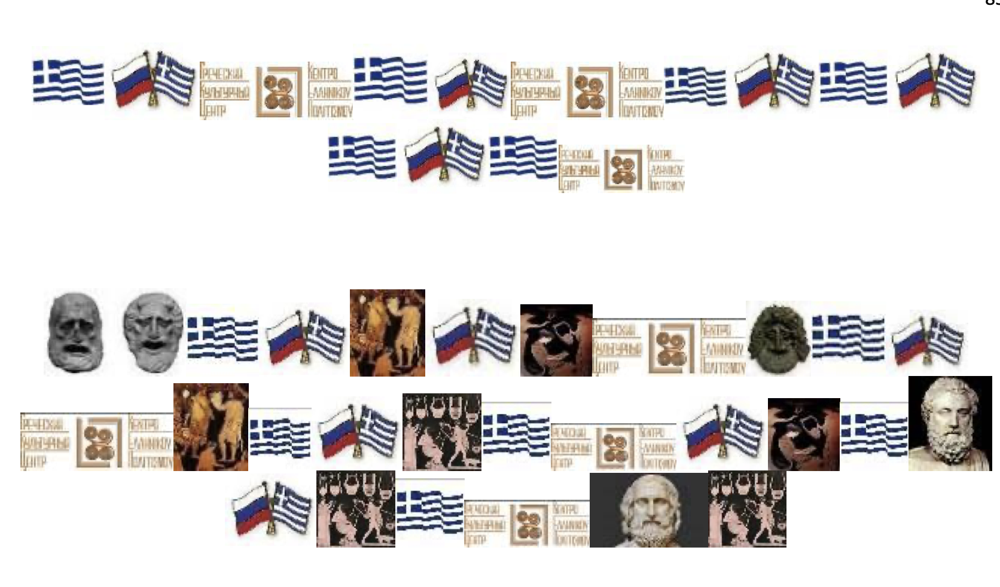 ГРЕЧЕСКИЙ ΚΕΝΤΡΟ ГРЕЧЕСКИЙ ΚΕΝΤΡΟ
КУЛЬТУРНЫЙ ΕΛΛΗΝΙΚΟΥ КУЛЬТУРНЫЙ ΕΛΛΗΝΙΚΟΥ
ЦЕНТР ΠΟΛΙΤΙΣΜΟΥ ЦЕНТР ΠΟΛΙΤΙΣΜΟΥ
ГРЕЧЕСКИЙ ΚΕΝΤΡΟ
КУЛЬТУРНЫЙ ΕΛΛΗΝΙΚΟΥ
ЦЕНТР ΠΟΛΙΤΙΣΜΟΥ
ГРЕЧЕСКИЙ ΚΕΝΤΡΟ
КУЛЬТУРНЫЙ ΕΛΛΗΝΙΚΟΥ
ЦЕНТР ΠΟΛΙΤΙΣΜΟΥ
ГРЕЧЕСКИЙ ΚΕΝΤΡΟ ГРЕЧЕСКИЙ ΚΕΝΤΡΟ
КУЛЬТУРНЫЙ ΕΛΛΗΝΙΚΟΥ КУЛЬТУРНЫЙ ΕΛΛΗΝΙΚΟΥ
ЦЕНТР ΠΟΛΙΤΙΣΜΟΥ ЦЕНТР ΠΟΛΙΤΙΣΜΟΥ
ГРЕЧЕСКИЙ ΚΕΝΤΡΟ
КУЛЬТУРНЫЙ ΕΛΛΗΝΙΚΟΥ
ЦЕНТР ΠΟΛΙΤΙΣΜΟΥ